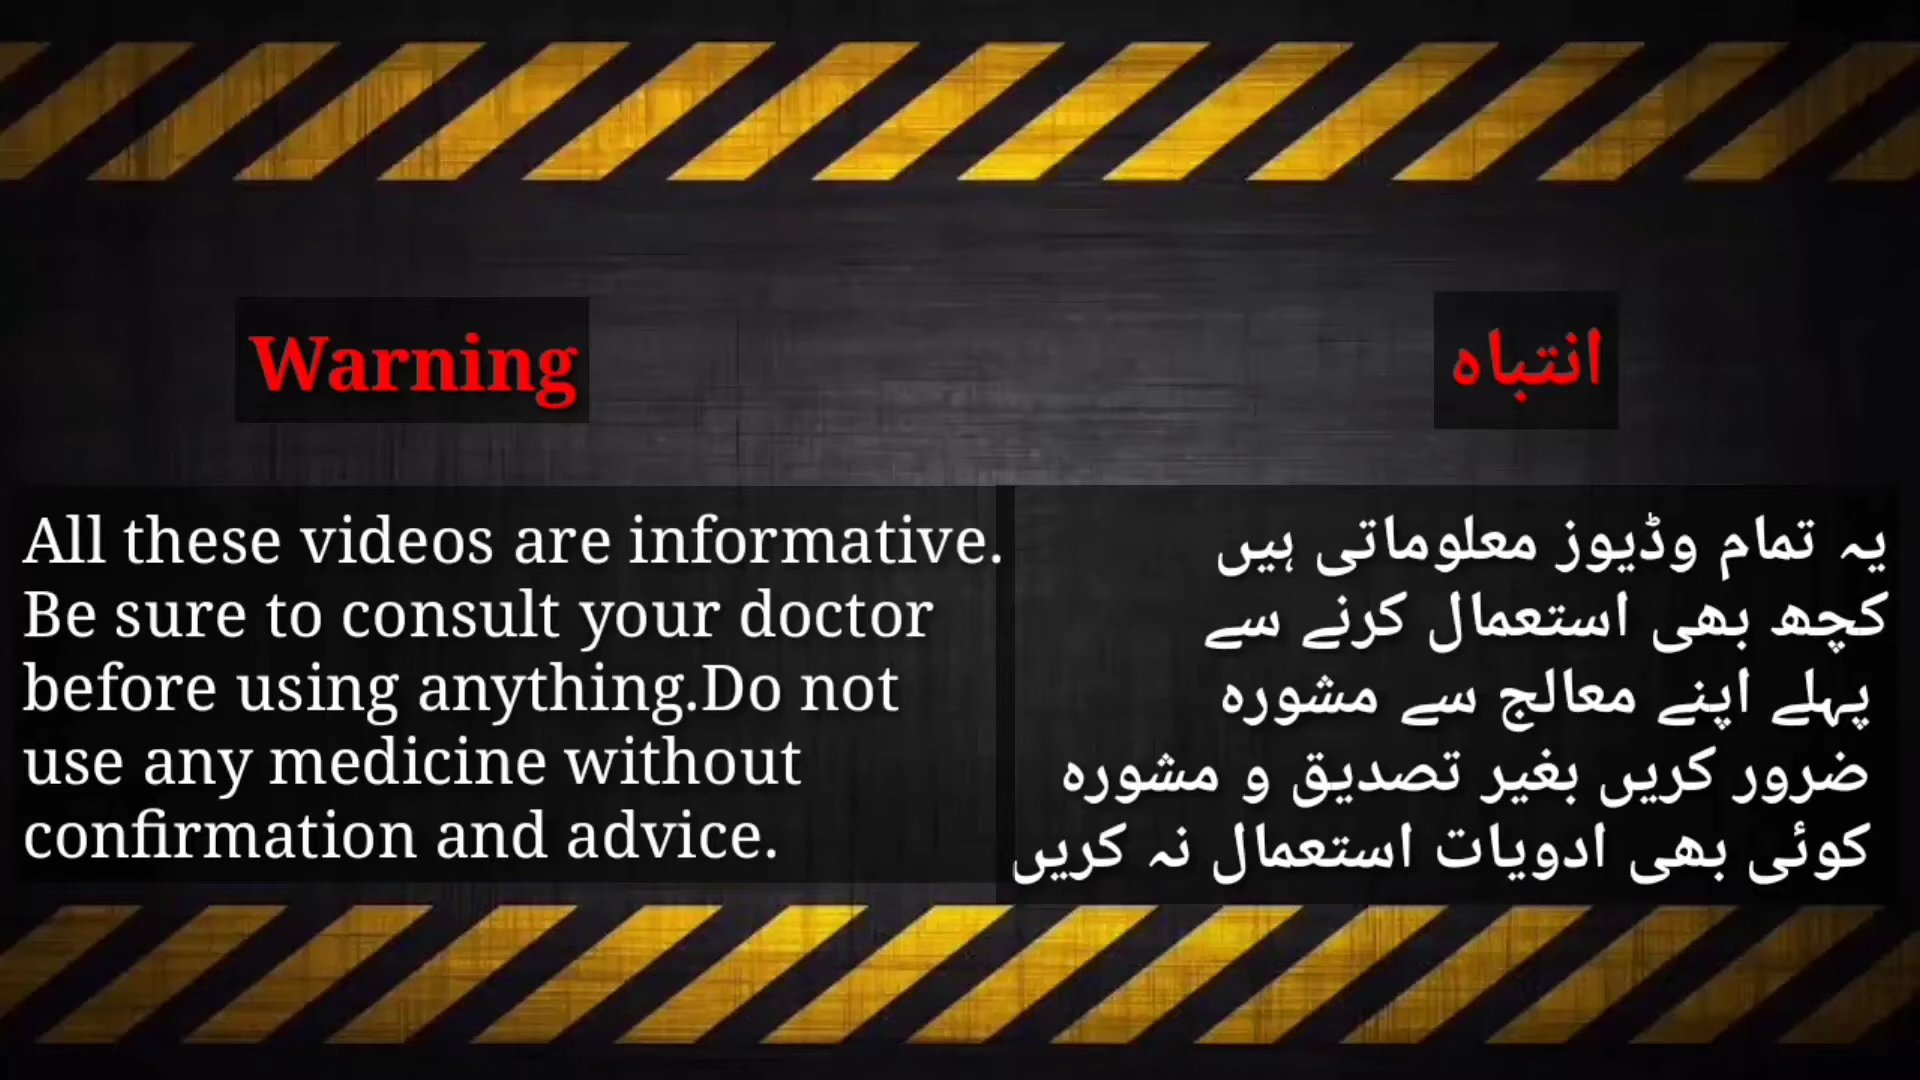 Warning
All these videos are informative.
Be sure to consult your doctor
before using anything.Do not
use any medicine without
confirmation and advice.
انتباہ
یہ تمام وڈیوز معلوماتی ہیں
کچھ بھی استعمال کرنے سے
پہلے اپنے معالج سے مشورہ
ضرور کریں بغیر تصدیق و مشورہ
کوئی بھی ادویات استعمال نہ کریں